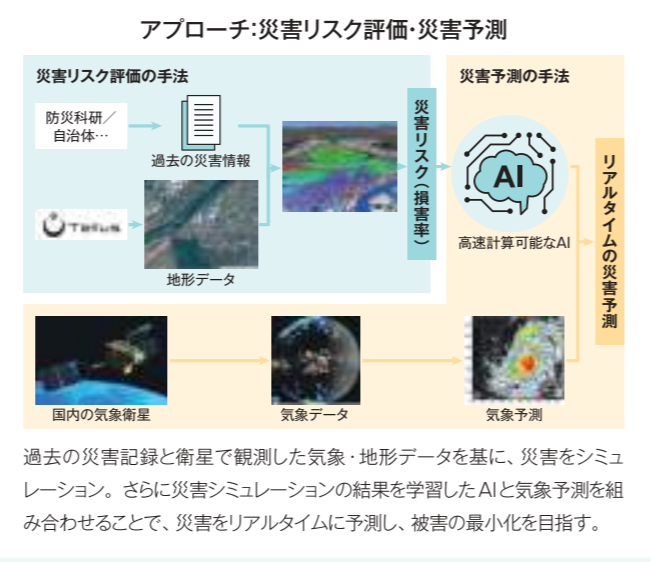 アプローチ：災害リスク評価・災害予測
災害リスク評価の手法
災害予測の手法
防災科研／
自治体…
過去の災害情報
Tellus
地形データ
災害リスク（損害率）
AI
高速計算可能なAI
リアルタイムの災害予測
国内の気象衛星
気象データ
気象予測
過去の災害記録と衛星で観測した気象・地形データを基に、災害をシミュ
レーション。さらに災害シミュレーションの結果を学習したAIと気象予測を組
み合わせることで、災害をリアルタイムに予測し、被害の最小化を目指す。